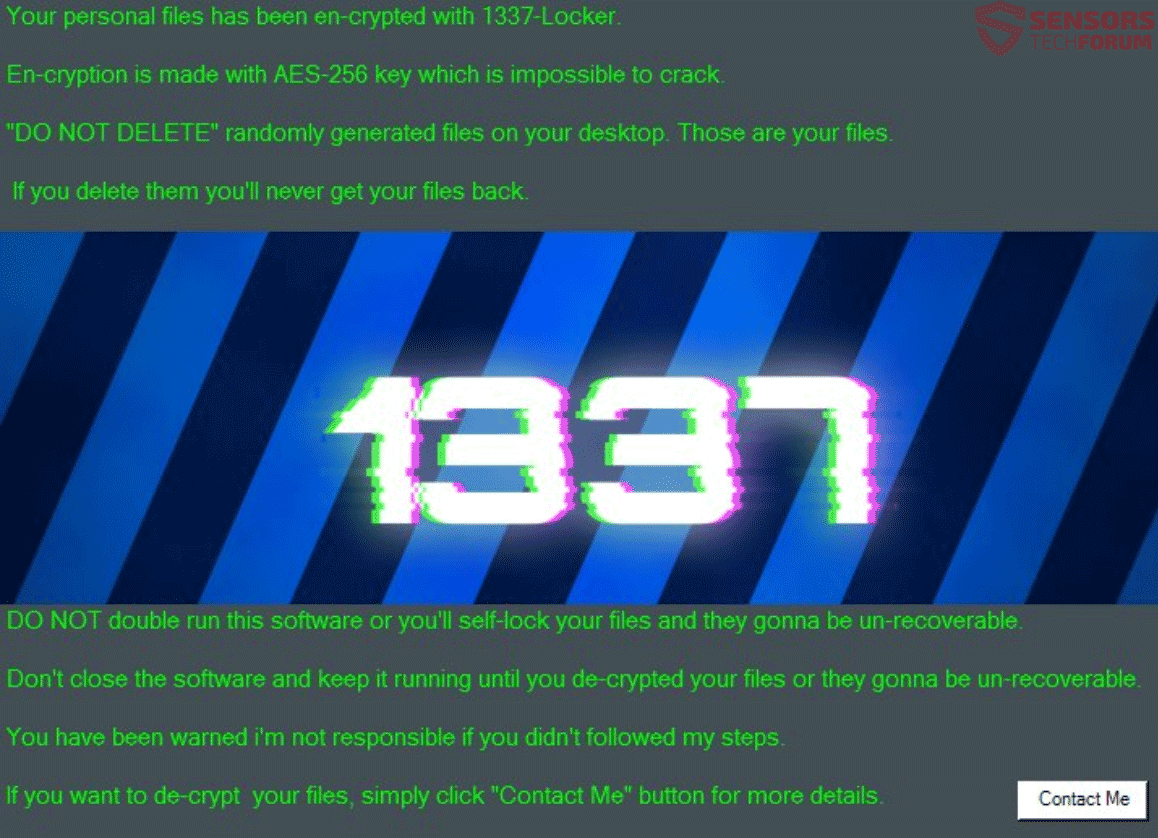 SENSORS
TECHFORUM
Your personal files has been en-crypted with 1337-Locker.
En-cryption is made with AES-256 key which is impossible to crack.
"DO NOT DELETE" randomly generated files on your desktop. Those are your files.
If you delete them you'll never get your files back.
1337
DO NOT double run this software or you'll self-lock your files and they gonna be un-recoverable.
Don't close the software and keep it running until you de-crypted your files or they gonna be un-recoverable.
You have been warned i'm not responsible if you didn't followed my steps.
If you want to de-crypt  your files, simply click "Contact Me" button for more details.
Contact Me